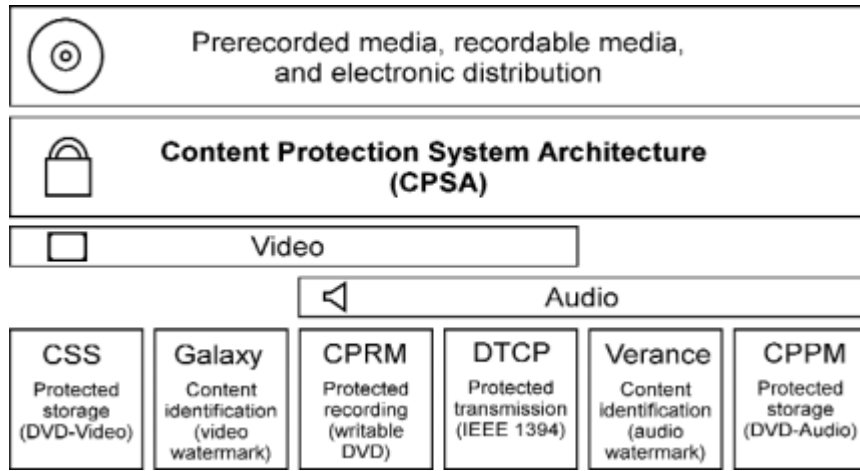 Prerecorded media, recordable media,
and electronic distribution
Content Protection System Architecture
(CPSA)
Video
Audio
CSS
Protected
storage
(DVD-Video)
Galaxy
Content
identification
(video
watermark)
CPRM
Protected
recording
(writable
DVD)
DTCP
Protected
transmission
(IEEE 1394)
Verance
Content
identification
(audio
watermark)
CPPM
Protected
storage
(DVD-Audio)